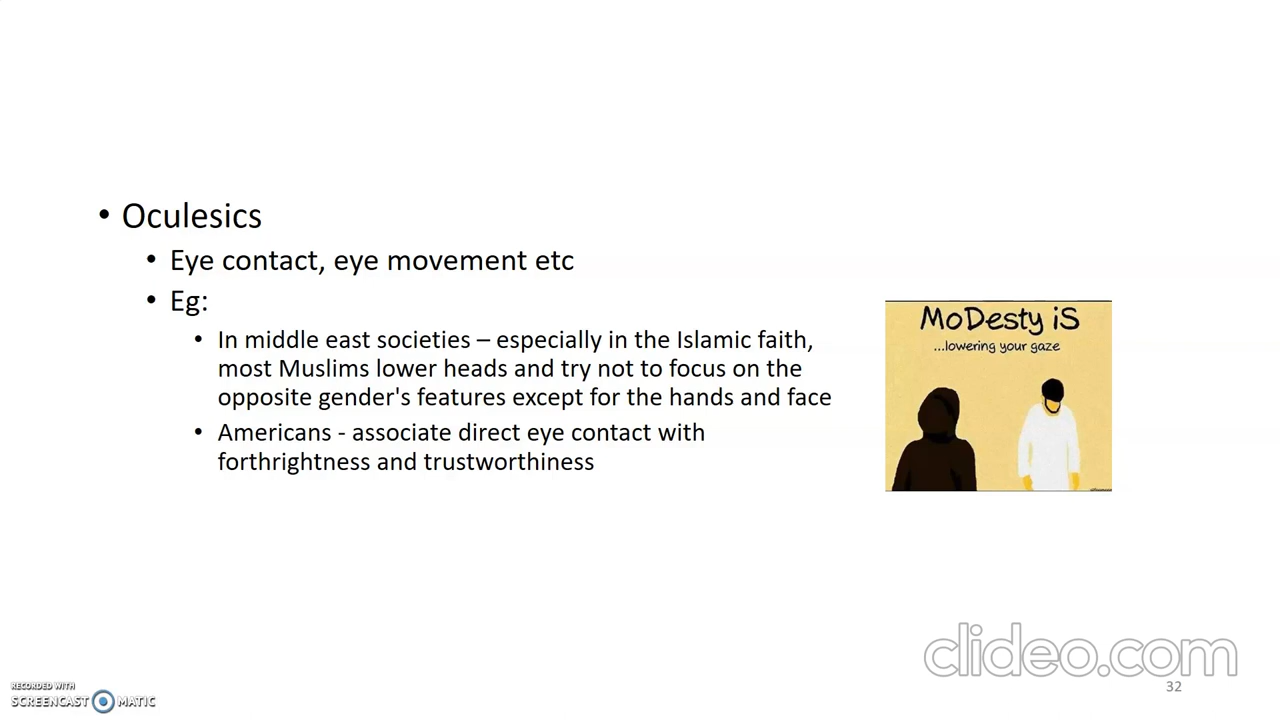 • Oculesics
• Eye contact, eye movement etc
• Eg:
• In middle east societies – especially in the Islamic faith,
most Muslims lower heads and try not to focus on the
opposite gender's features except for the hands and face
• Americans - associate direct eye contact with
forthrightness and trustworthiness
MoDesty iS
...lowering your gaze
clideo.com
32
RECORDED WITH
SCREENCAST MATIC